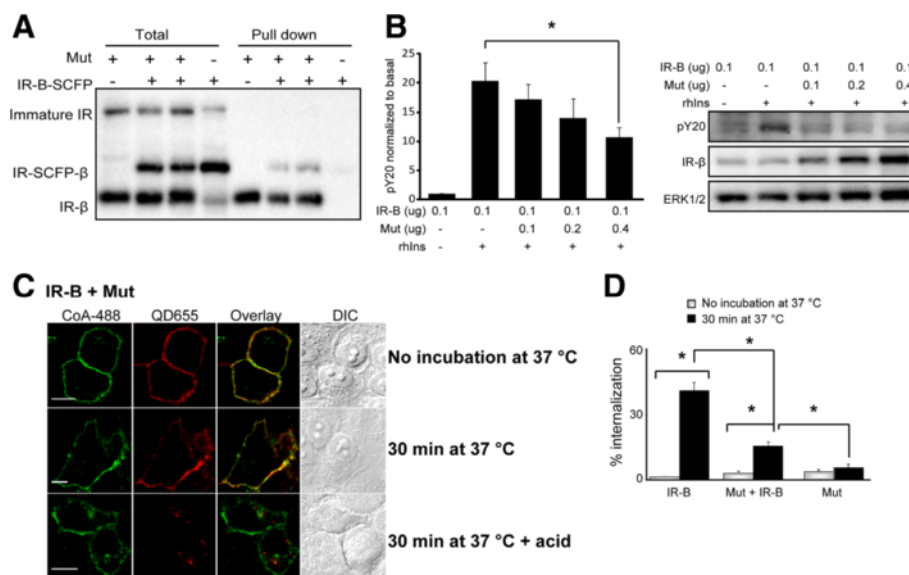 A
Total Pull down
Mut + + + - + + + -
IR-B-SCFP - + + + - + + +
Immature IR
IR-SCFP-β
IR-β
B
*
pY20 normalized to basal
25
20
15
10
5
0
IR-B (ug) 0.1 0.1 0.1 0.1 0.1
Mut (ug) - - 0.1 0.2 0.4
rhIns - + + + +
IR-B (ug) 0.1 0.1 0.1 0.1 0.1
Mut (ug) - - 0.1 0.2 0.4
rhIns - + + + +
pY20
IR-β
ERK1/2
C IR-B + Mut
CoA-488 QD655 Overlay DIC
No incubation at 37 °C
30 min at 37 °C
30 min at 37 °C + acid
D
No incubation at 37 °C
30 min at 37 °C
% internalization
60
30
0
* * * *
IR-B Mut + IR-B Mut